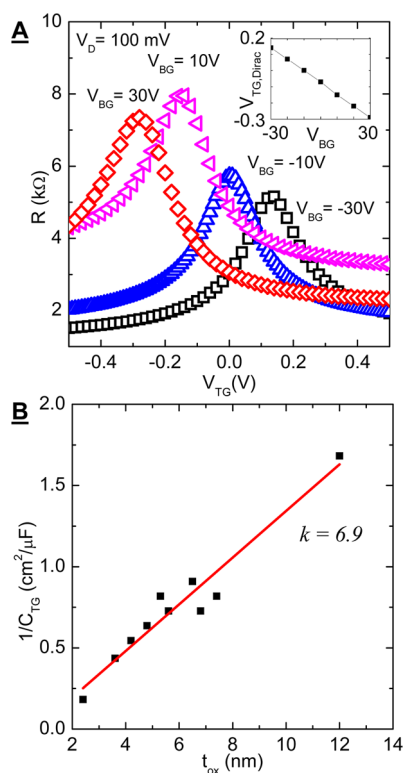 A
V_D = 100 mV
V_BG = 10V
V_BG = 30V
0.2
V_TG,Dirac
-0.3
-30 0 30
V_BG
V_BG = -10V
V_BG = -30V
10
8
6
4
2
R (kΩ)
-0.4 -0.2 0.0 0.2 0.4
V_TG(V)
B
2.0
1.5
1.0
0.5
0.0
1/C_TG (cm²/μF)
k = 6.9
2 4 6 8 10 12 14
t_ox(nm)